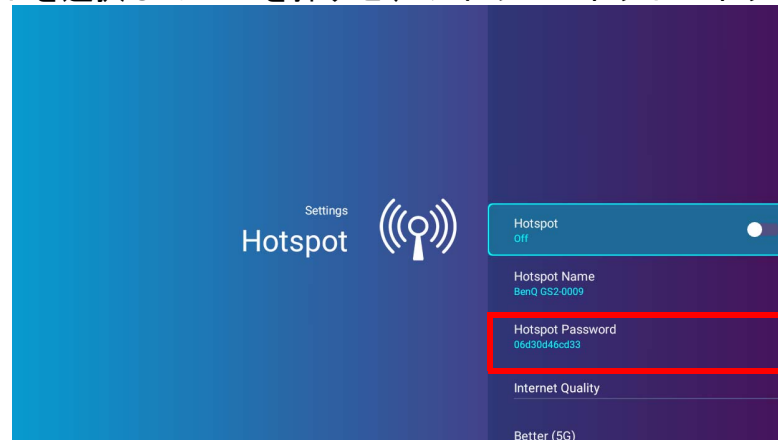 Settings
Hotspot
Hotspot
Off
Hotspot Name
BenQ GS2-0009
Hotspot Password
06d30d46cd33
Internet Quality
Better (5G)